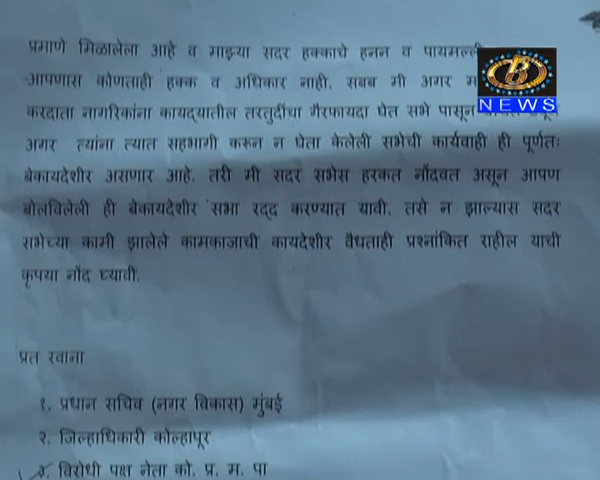 प्रमाणे मिळालेला आहे व माझ्या सदर हक्काचे हनन व पायमल्ली
-आपणास कोणताही हक्क व अधिकार नाही. सबब मी अगर
करदाता नागरिकांना कायद्यातील तरतुदींचा गैरफायदा घेत सभे पासून
अगर त्यांना त्यात सहभागी करून न घेता केलेली सभेची कार्यवाही ही पूर्णतः
बेकायदेशीर असणार आहे. तरी मी सदर सभेस हरकत नोंदवत असून आपण
बोलविलेली ही बेकायदेशीर सभा रद्द करण्यात यावी. तसे न झाल्यास सदर
सभेच्या कामी झालेले कामकाजाची कायदेशीर वैधताही प्रश्नांकित राहील याची
कृपया नोंद घ्यावी.
प्रत रवाना
१. प्रधान सचिव (नगर विकास) मुंबई
२. जिल्हाधिकारी कोल्हापूर
३. विरोधी पक्ष नेता को. प्र. म. पा
B
NEWS